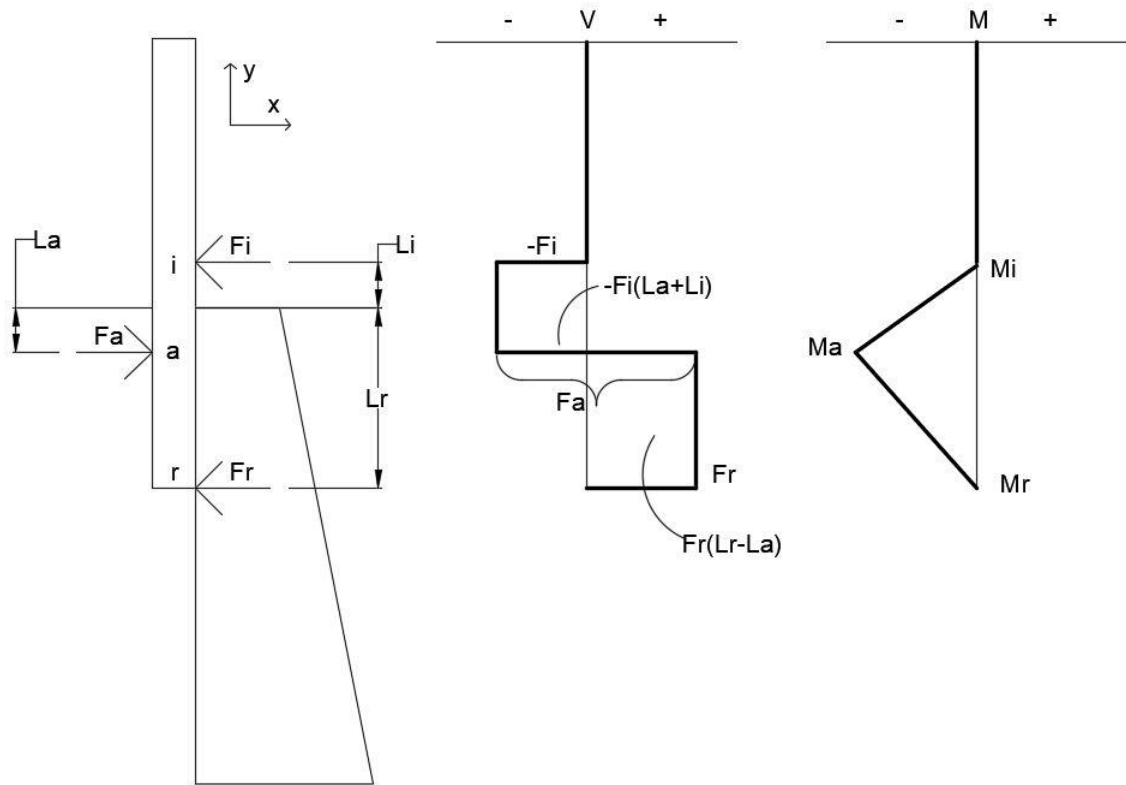 - V +
- M +
y
x
La
Fi
Li
-Fi
i
Mi
-Fi(La+Li)
Fa
a
Ma
Lr
Fa
r
Fr
Fr
Mr
Fr(Lr-La)